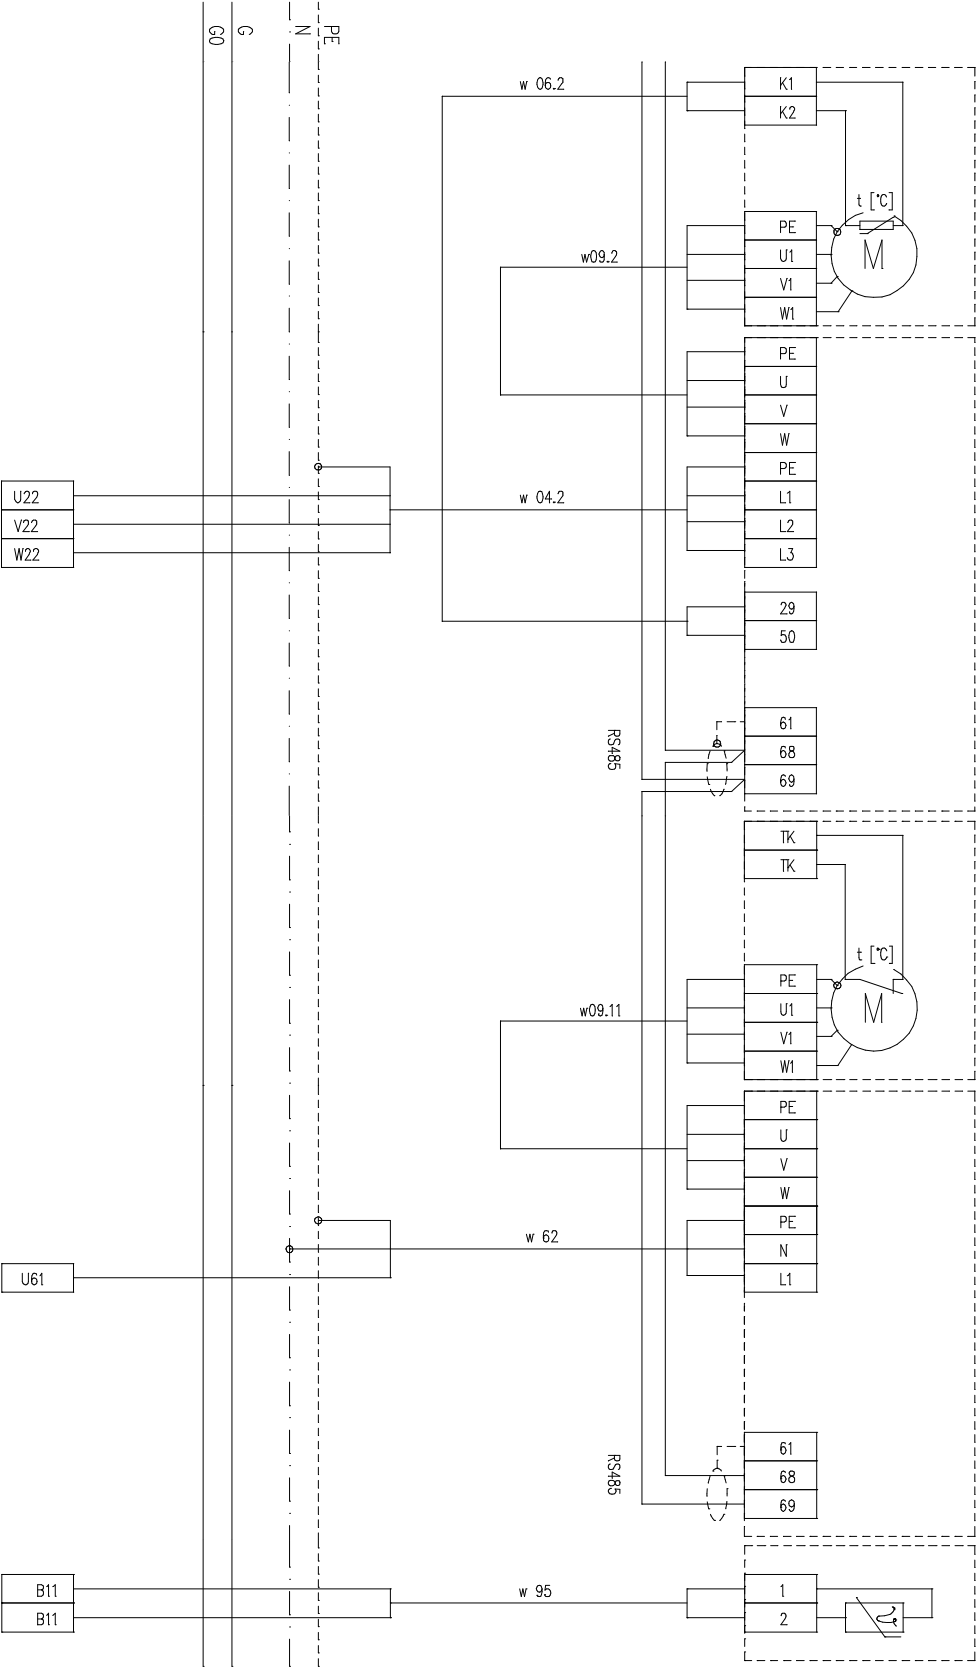 G0
G
N
PE
w 06.2
K1
K2
t [°C]
M
PE
U1
V1
W1
w09.2
PE
U
V
W
PE
L1
L2
L3
U22
V22
W22
w 04.2
29
50
61
68
69
RS485
TK
TK
t [°C]
M
PE
U1
V1
W1
w09.11
PE
U
V
W
PE
N
L1
w 62
U61
61
68
69
RS485
B11
B11
w 95
1
2